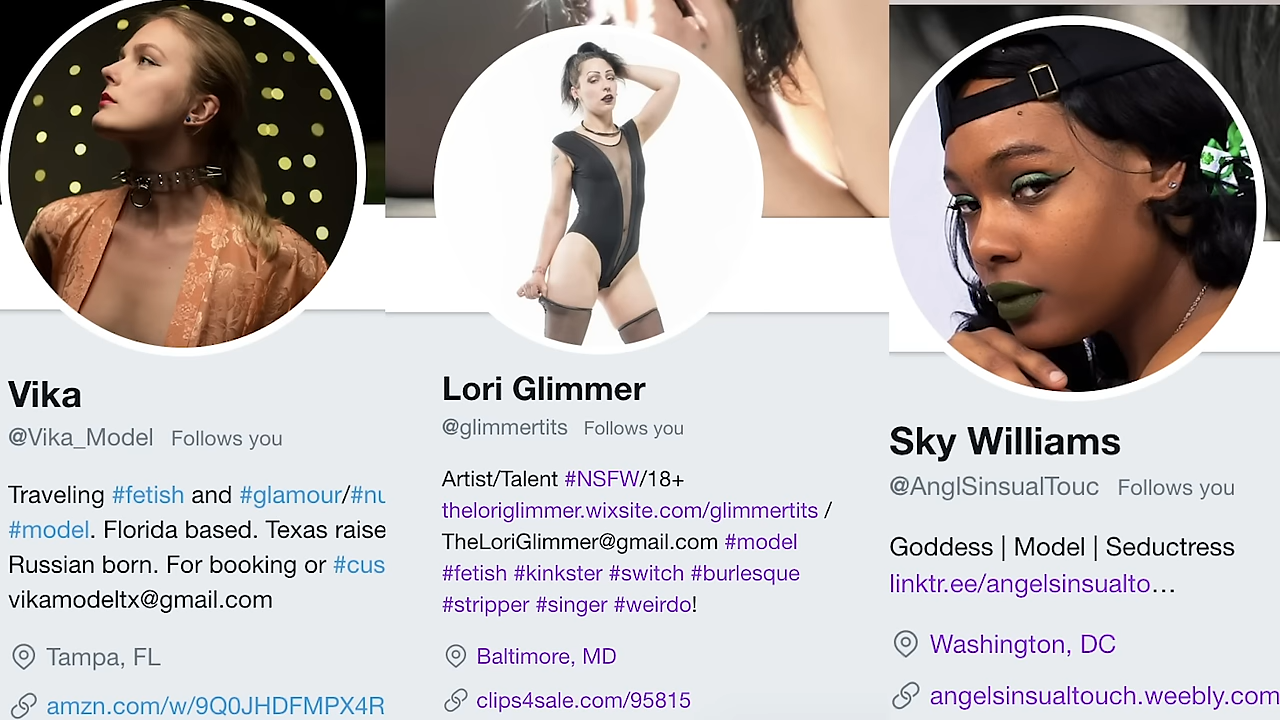 Vika
@Vika_Model Follows you
Traveling #fetish and #glamour/#nu
#model. Florida based. Texas raise
Russian born. For booking or #cus
vikamodeltx@gmail.com
Tampa, FL
amzn.com/w/9Q0JHDFMPX4R
Lori Glimmer
@glimmertits Follows you
Artist/Talent #NSFW/18+
theloriglimmer.wixsite.com/glimmertits /
TheLoriGlimmer@gmail.com #model
#fetish #kinkster #switch #burlesque
#stripper #singer #weirdo!
Baltimore, MD
clips4sale.com/95815
Sky Williams
@AnglSinsualTouc Follows you
Goddess | Model | Seductress
linktr.ee/angelsinsualto…
Washington, DC
angelsinsualtouch.weebly.com